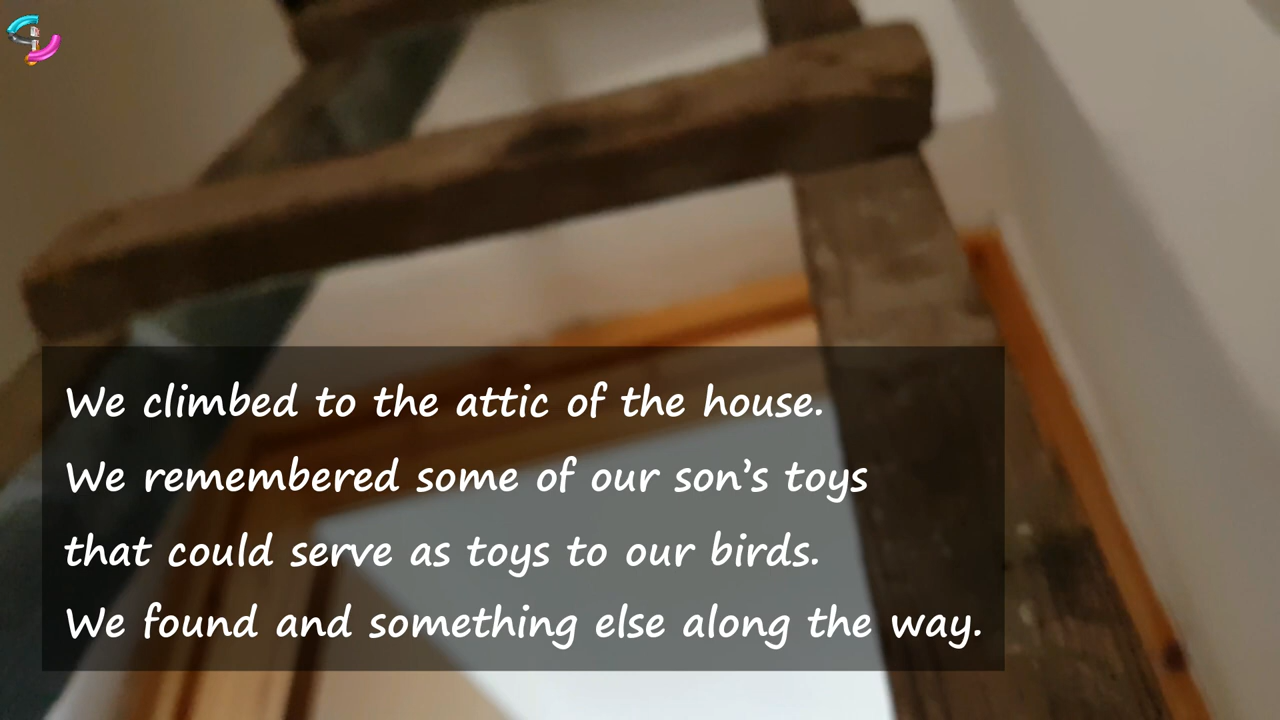 We climbed to the attic of the house.
We remembered some of our son’s toys
that could serve as toys to our birds.
We found and something else along the way.